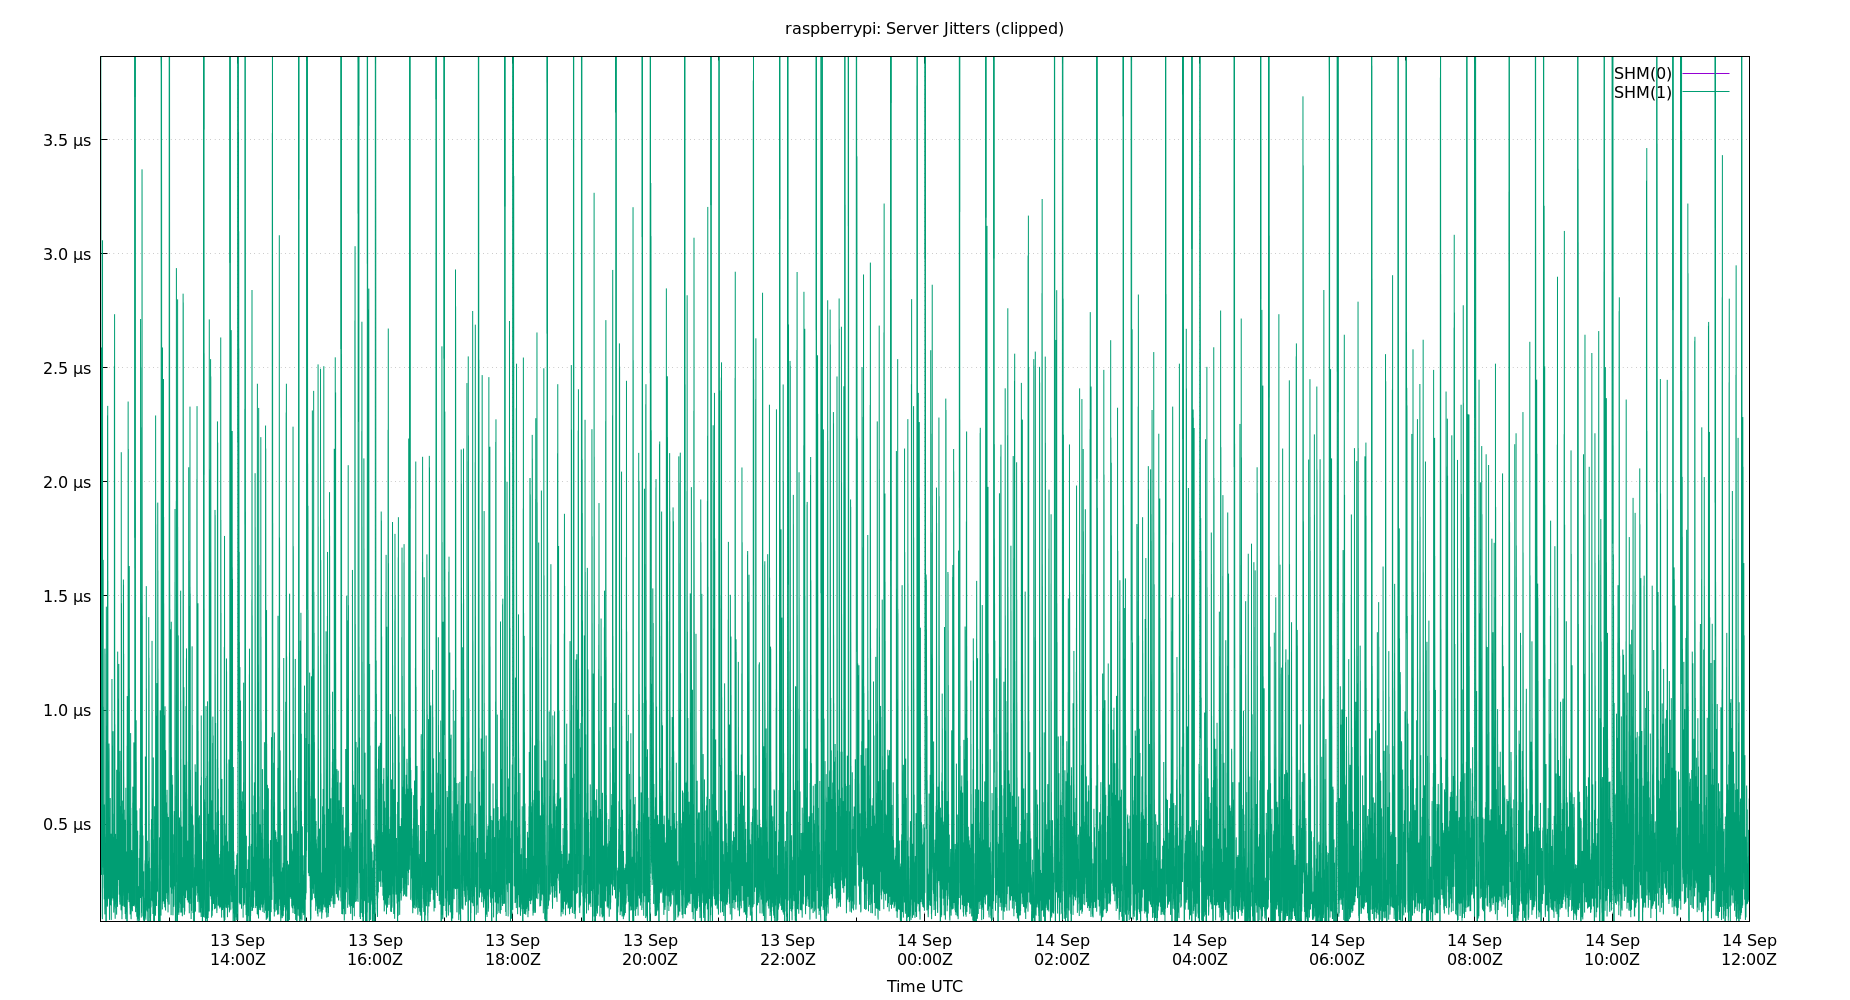 raspberrypi: Server Jitters (clipped)
SHM(0)
SHM(1)
3.5 µs
3.0 µs
2.5 µs
2.0 µs
1.5 µs
1.0 µs
0.5 µs
13 Sep 13 Sep 13 Sep 13 Sep 13 Sep 14 Sep 14 Sep 14 Sep 14 Sep 14 Sep 14 Sep 14 Sep
14:00Z 16:00Z 18:00Z 20:00Z 22:00Z 00:00Z 02:00Z 04:00Z 06:00Z 08:00Z 10:00Z 12:00Z
Time UTC